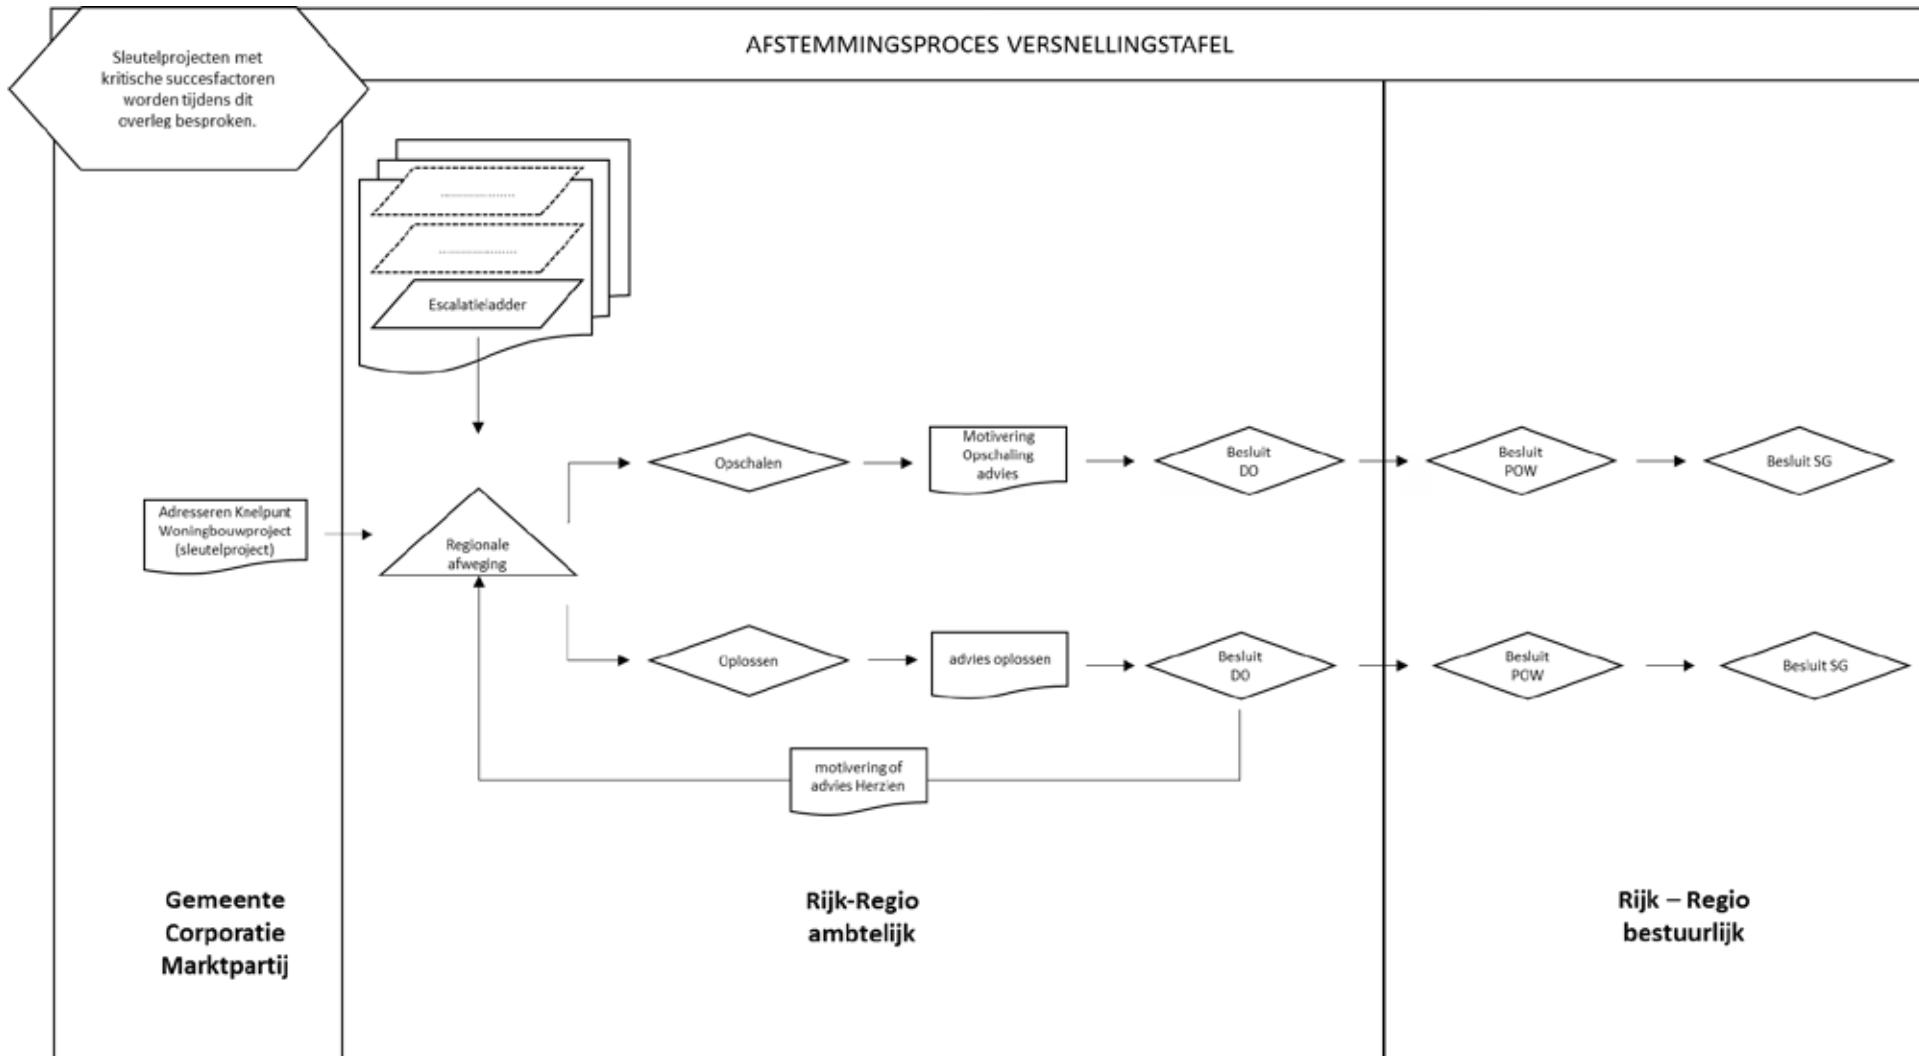 AFSTEMMINGSPROCES VERSNELLINGSTAFEL
Sleutelprojecten met
kritische succesfactoren
worden tijdens dit
overleg besproken.
......................
......................
Escalatieladder
Adresseren Knelpunt
Woningbouwproject
(sleutelproject)
Regionale
afweging
Opschalen
Motivering
Opschaling
advies
Besluit
DO
Besluit
POW
Besluit SG
Oplossen
advies oplossen
Besluit
DO
Besluit
POW
Besluit SG
motivering of
advies Herzien
Gemeente
Corporatie
Marktpartij
Rijk-Regio
ambtelijk
Rijk – Regio
bestuurlijk